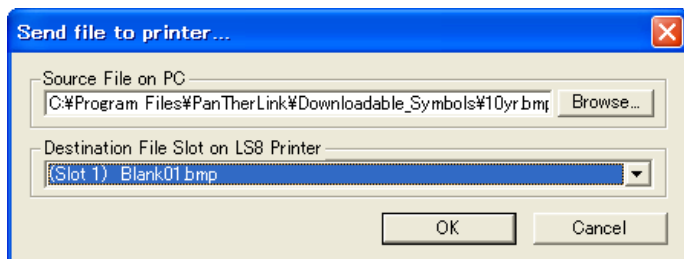 Send file to printer...
Source File on PC
C:¥Program Files¥PanTherLink¥Downloadable_Symbols¥10yr.bmp
Browse...
Destination File Slot on LS8 Printer
(Slot 1) Blank01.bmp
OK
Cancel